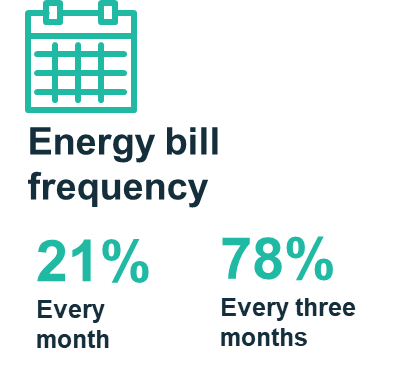 Energy bill
frequency
21%
Every
month
78%
Every three
months